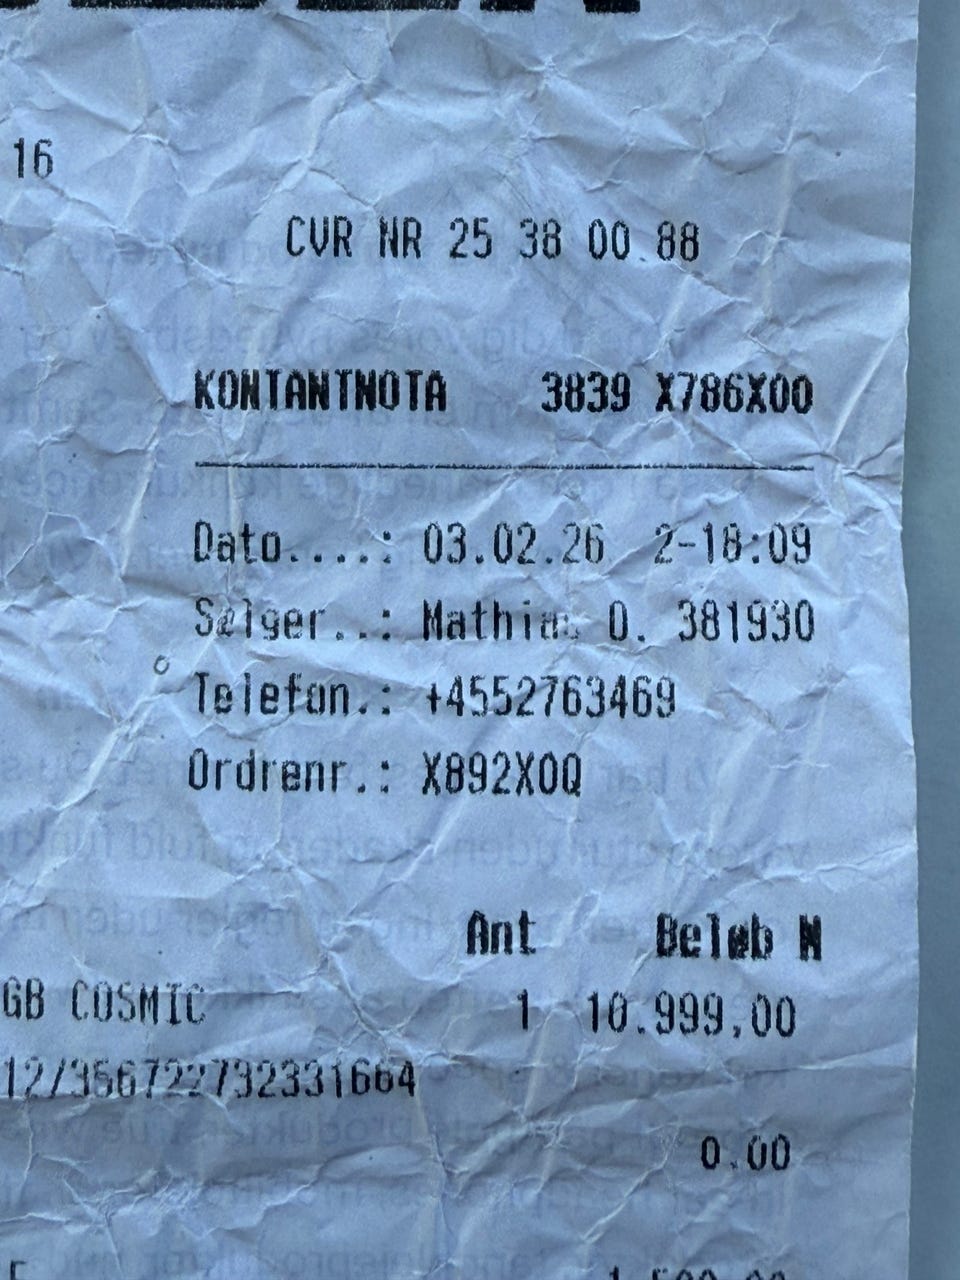 16
CVR NR 25 38 00 88
KONTANTNOTA 3839 X786X00
Dato....: 03.02.26 2-18:09
Sælger..: Mathias O. 381930
Telefon.: +4552763469
Ordrenr.: X892X0Q
Ant Beløb N
GB COSMIC 1 10.999,00
12/356722732331664
0.00